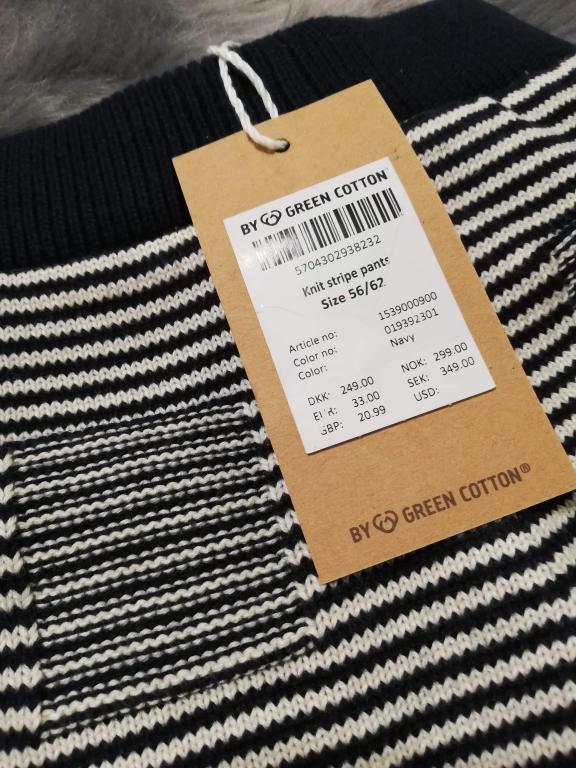 BY GREEN COTTON
5704302938232
Knit stripe pants
Size 56/62
Article no: 1539000900
Color no: 019392301
Color: Navy
DKK: 249.00 NOK: 299.00
EUR: 33.00 SEK: 349.00
GBP: 20.99 USD:
BY GREEN COTTON®